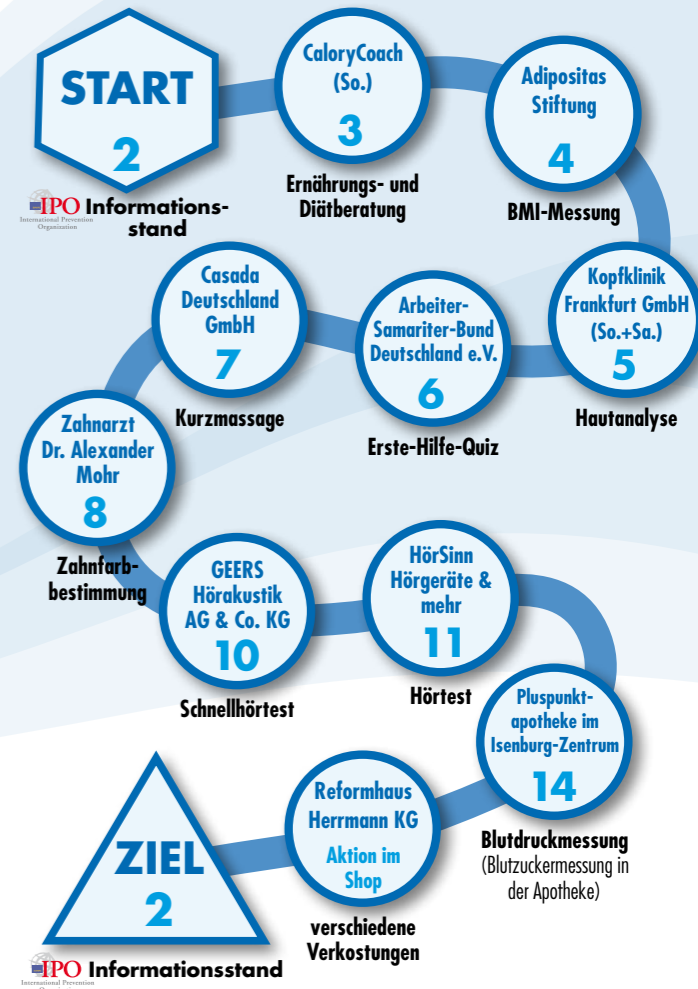 START
2
IPO Informations-
stand
International Prevention
Organization
CaloryCoach
(So.)
3
Ernährungs- und
Diätberatung
Adipositas
Stiftung
4
BMI-Messung
Kopfklinik
Frankfurt GmbH
(So.+Sa.)
5
Hautanalyse
Arbeiter-
Samariter-Bund
Deutschland e.V.
6
Erste-Hilfe-Quiz
Casada
Deutschland
GmbH
7
Kurzmassage
Zahnarzt
Dr. Alexander
Mohr
8
Zahnfarb-
bestimmung
GEERS
Hörakustik
AG & Co. KG
10
Schnellhörtest
HörSinn
Hörgeräte &
mehr
11
Hörtest
Pluspunkt-
apotheke im
Isenburg-Zentrum
14
Blutdruckmessung
(Blutzuckermessung in
der Apotheke)
Reformhaus
Herrmann KG
Aktion im
Shop
verschiedene
Verkostungen
ZIEL
2
IPO Informationsstand
International Prevention